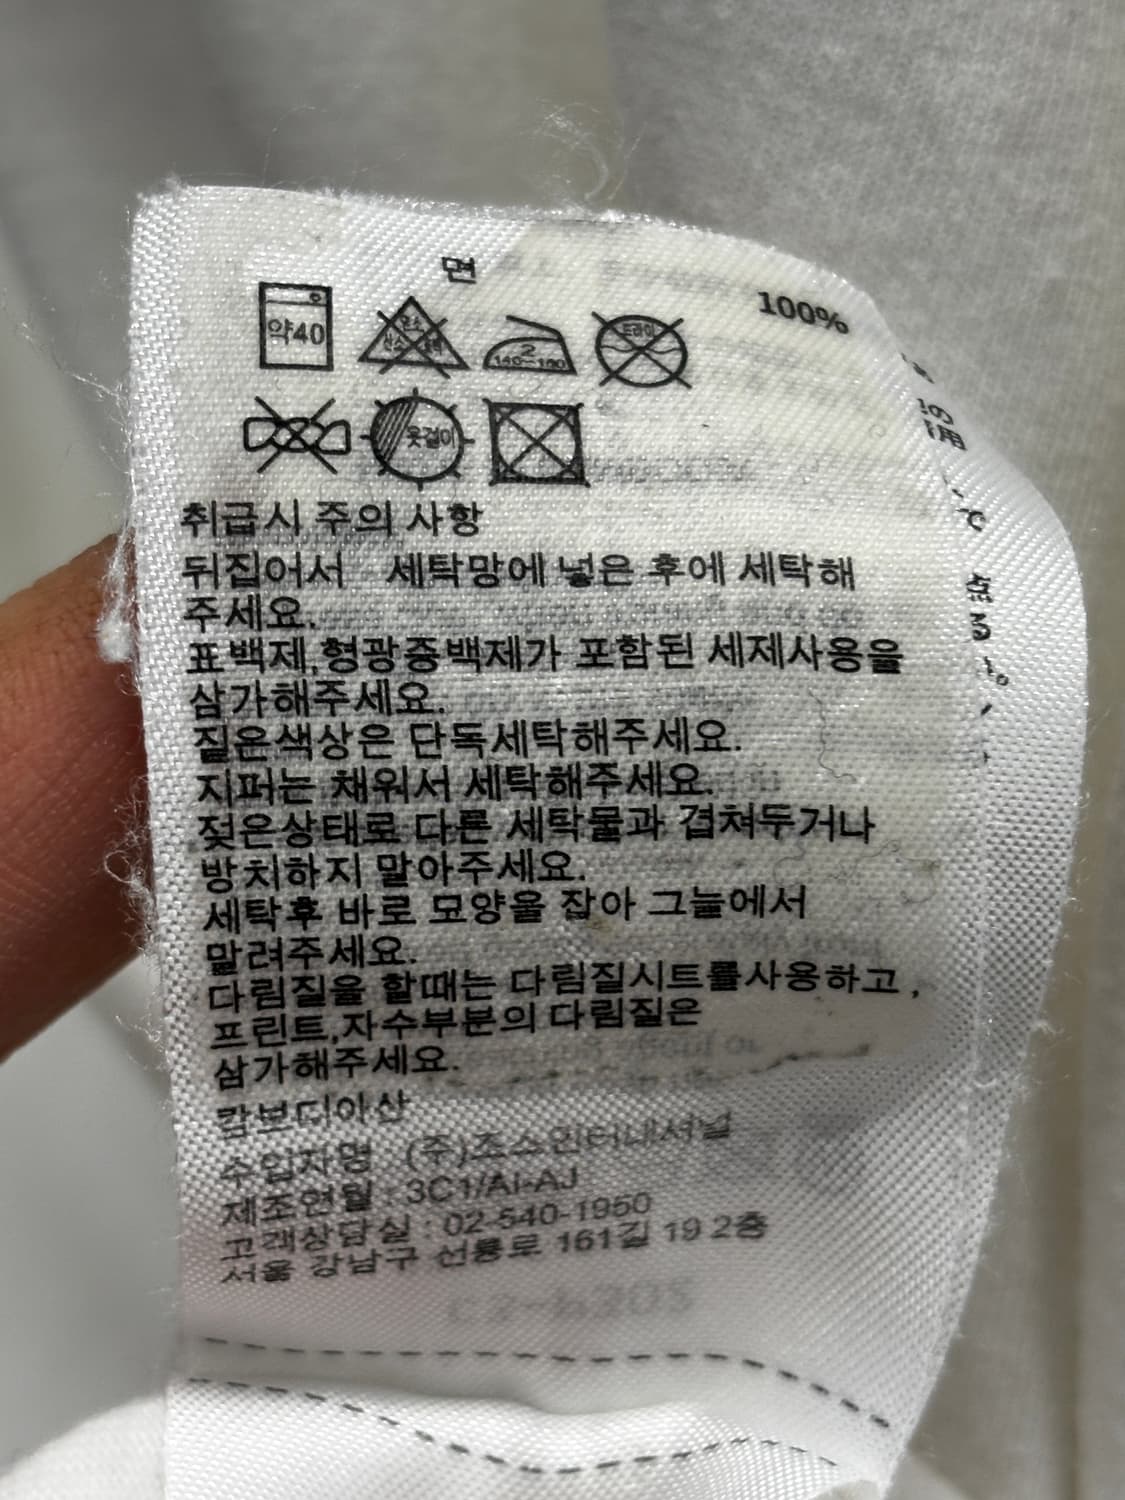 면 100%
약40
2
140~160
드라이
옷걸이
취급시 주의 사항
뒤집어서 세탁망에 넣은 후에 세탁해
주세요.
표백제,형광증백제가 포함된 세제사용을
삼가해주세요.
짙은색상은 단독세탁해주세요.
지퍼는 채워서 세탁해주세요.
젖은상태로 다른 세탁물과 겹쳐두거나
방치하지 말아주세요.
세탁후 바로 모양을 잡아 그늘에서
말려주세요.
다림질을 할때는 다림질시트를사용하고,
프린트,자수부분의 다림질은
삼가해주세요.
캄보디아산
수입자명 (주)조스인터내셔널
제조연월 : 3C1/AI-AJ
고객상담실 : 02-540-1950
서울 강남구 선릉로 161길 19 2층